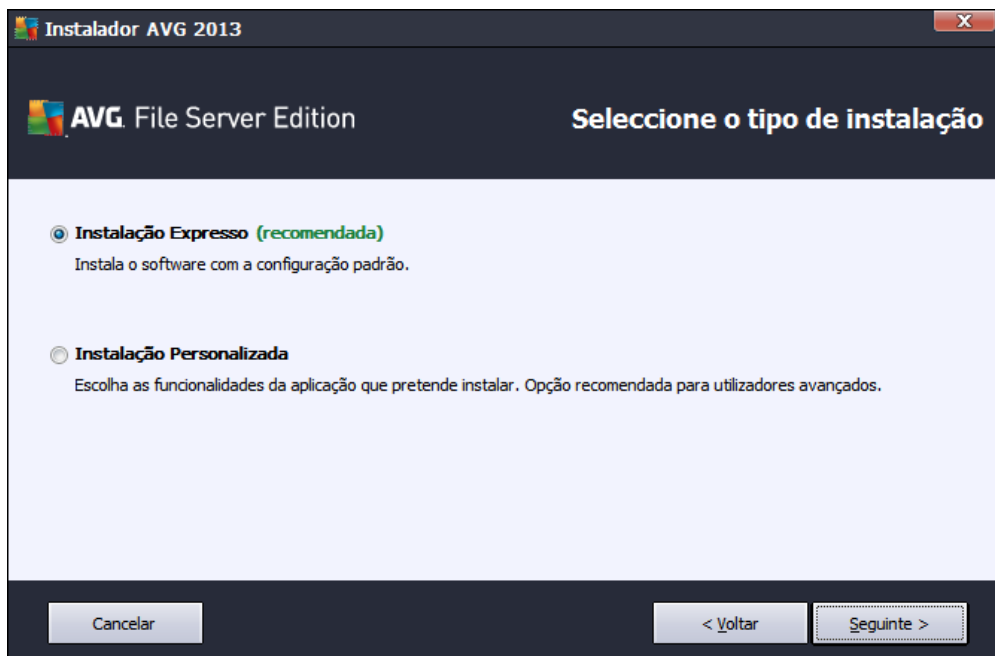 Instalador AVG 2013
X
AVG. File Server Edition
Seleccione o tipo de instalação
Instalação Expresso (recomendada)
Instala o software com a configuração padrão.
Instalação Personalizada
Escolha as funcionalidades da aplicação que pretende instalar. Opção recomendada para utilizadores avançados.
Cancelar
< Voltar
Seguinte >